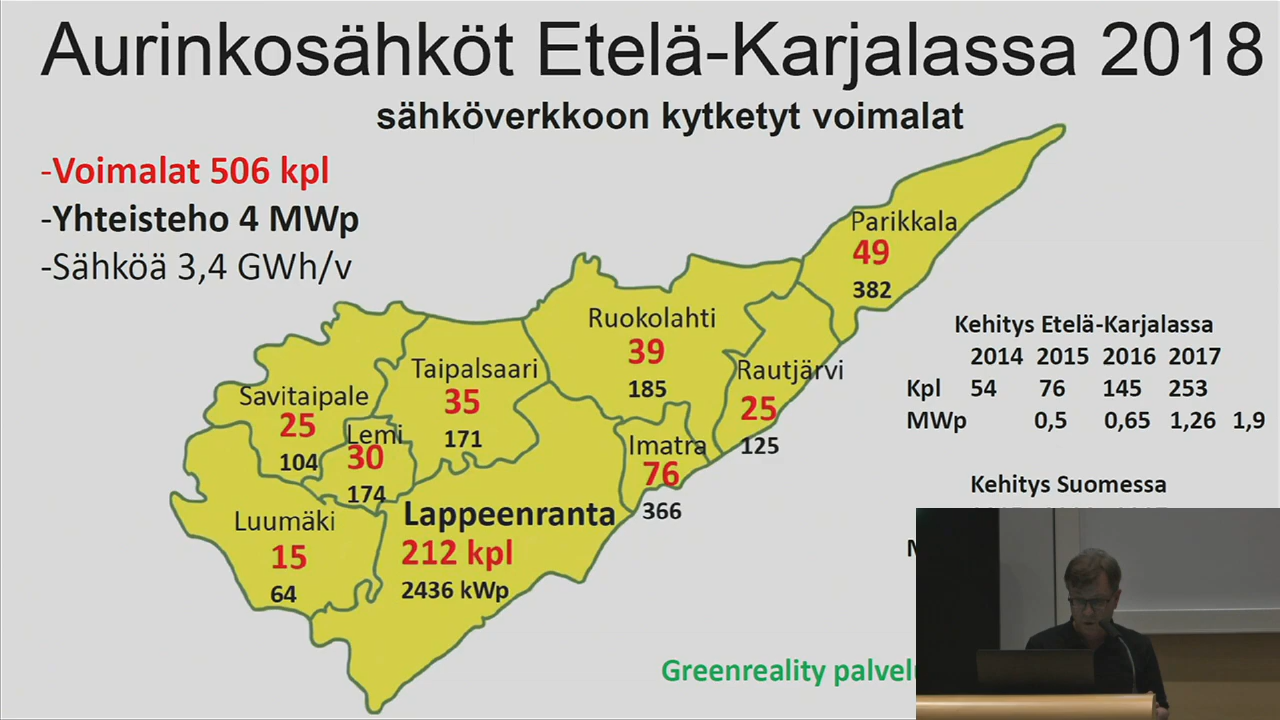 Aurinkosähköt Etelä-Karjalassa 2018
sähköverkkoon kytketyt voimalat
-Voimalat 506 kpl
-Yhteisteho 4 MWp
-Sähköä 3,4 GWh/v
Parikkala
49
382
Ruokolahti
39
185
Rautjärvi
25
125
Taipalsaari
35
171
Savitaipale
25
104
Lemi
30
174
Imatra
76
366
Luumäki
15
64
Lappeenranta
212 kpl
2436 kWp
Kehitys Etelä-Karjalassa
2014 2015 2016 2017
Kpl 54 76 145 253
MWp 0,5 0,65 1,26 1,9
Kehitys Suomessa
Greenreality